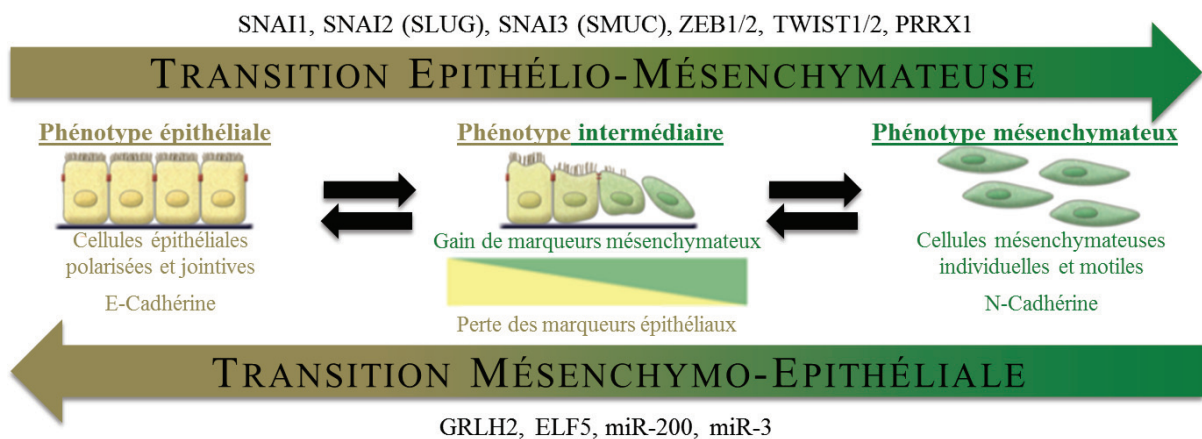 SNAI1, SNAI2 (SLUG), SNAI3 (SMUC), ZEB1/2, TWIST1/2, PRRX1
TRANSITION EPITHÉLIO-MÉSENCHYMATEUSE
Phénotype épithéliale
Phénotype intermédiaire
Phénotype mésenchymateux
Cellules épithéliales
polarisées et jointives
E-Cadhérine
Gain de marqueurs mésenchymateux
Perte des marqueurs épithéliaux
Cellules mésenchymateuses
individuelles et motiles
N-Cadhérine
TRANSITION MÉSENCHYMO-EPITHÉLIALE
GRLH2, ELF5, miR-200, miR-3